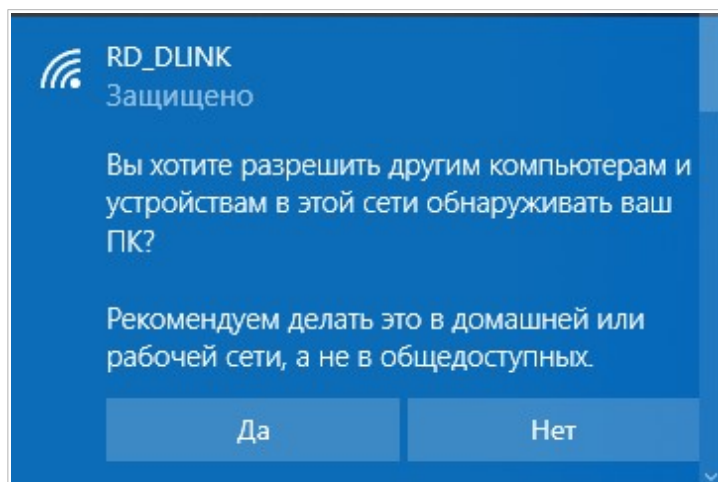 RD_DLINK
Защищено
Вы хотите разрешить другим компьютерам и
устройствам в этой сети обнаруживать ваш
ПК?
Рекомендуем делать это в домашней или
рабочей сети, а не в общедоступных.
Да
Нет